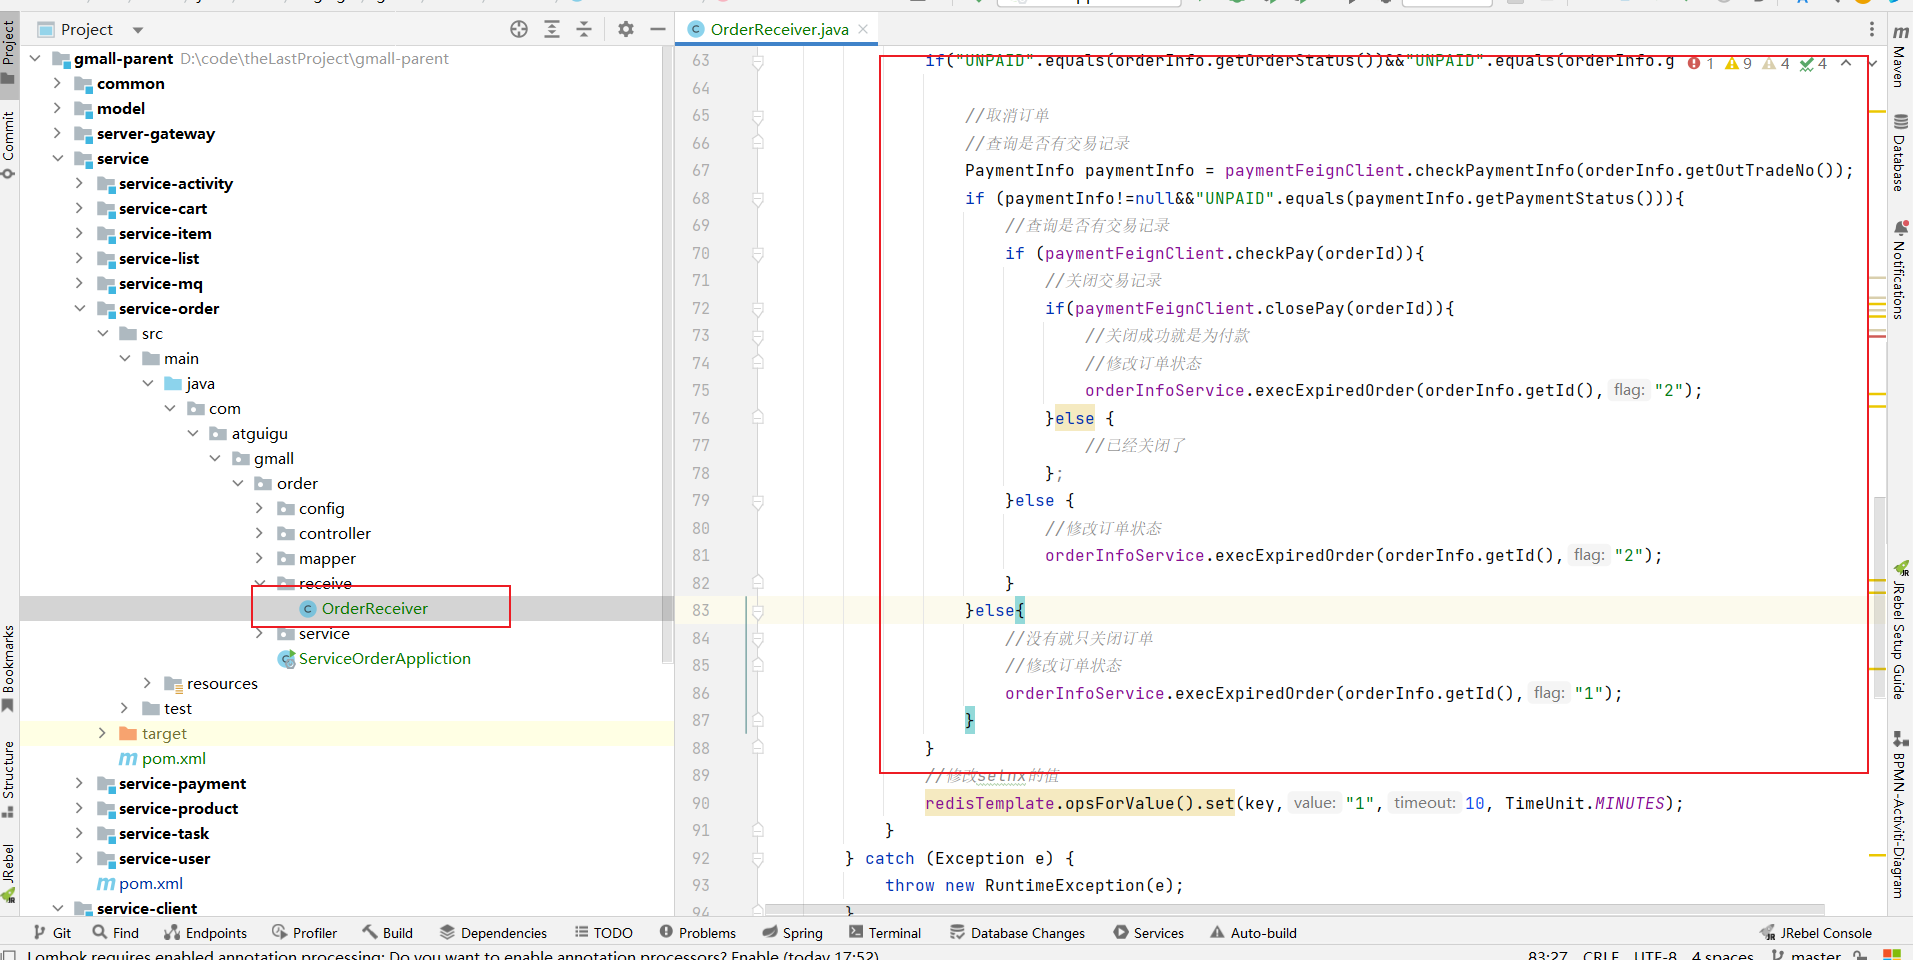 Project
OrderReceiver.java
gmall-parent D:\code\theLastProject\gmall-parent
common
model
server-gateway
service
service-activity
service-cart
service-item
service-list
service-mq
service-order
src
main
java
com
atguigu
gmall
order
config
controller
mapper
receive
OrderReceiver
service
ServiceOrderAppliction
resources
test
target
pom.xml
service-payment
service-product
service-task
service-user
pom.xml
service-client
Project
Commit
Bookmarks
Structure
JRebel
63 if("UNPAID".equals(orderInfo.getOrderStatus())&&"UNPAID".equals(orderInfo.g 1 9 4 4
64
65 //取消订单
66 //查询是否有交易记录
67 PaymentInfo paymentInfo = paymentFeignClient.checkPaymentInfo(orderInfo.getOutTradeNo());
68 if (paymentInfo!=null&&"UNPAID".equals(paymentInfo.getPaymentStatus())){
69 //查询是否有交易记录
70 if (paymentFeignClient.checkPay(orderId)){
71 //关闭交易记录
72 if(paymentFeignClient.closePay(orderId)){
73 //关闭成功就是为付款
74 //修改订单状态
75 orderInfoService.execExpiredOrder(orderInfo.getId(), flag: "2");
76 }else {
77 //已经关闭了
78 };
79 }else {
80 //修改订单状态
81 orderInfoService.execExpiredOrder(orderInfo.getId(), flag: "2");
82 }
83 }else{
84 //没有就只关闭订单
85 //修改订单状态
86 orderInfoService.execExpiredOrder(orderInfo.getId(), flag: "1");
87 }
88 }
89 //修改setnx的值
90 redisTemplate.opsForValue().set(key, value: "1", timeout: 10, TimeUnit.MINUTES);
91 }
92 } catch (Exception e) {
93 throw new RuntimeException(e);
94 }
m Maven
Database
Notifications
JRebel Setup Guide
BPMN-Activiti-Diagram
Git Find Endpoints Profiler Build Dependencies TODO Problems Spring Terminal Database Changes Services Auto-build JRebel Console
Lombok requires enabled annotation processing: Do you want to enable annotation processors? Enable (today 17:52) 83:27 CRLF UTF-8 4 spaces master